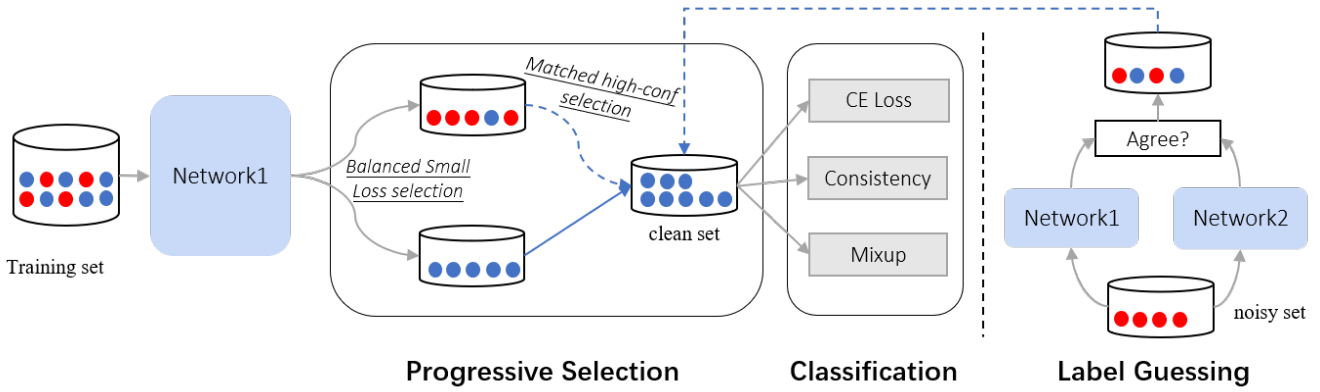 Training set
Network1
Balanced Small
Loss selection
Matched high-conf
selection
clean set
Progressive Selection
CE Loss
Consistency
Mixup
Classification
Agree?
Network1
Network2
noisy set
Label Guessing